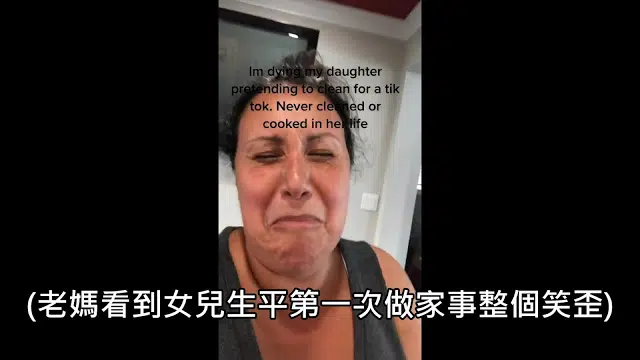 Im dying my daughter
pretending to clean for a tik
tok. Never cleaned or
cooked in her life
(老媽看到女兒生平第一次做家事整個笑歪)